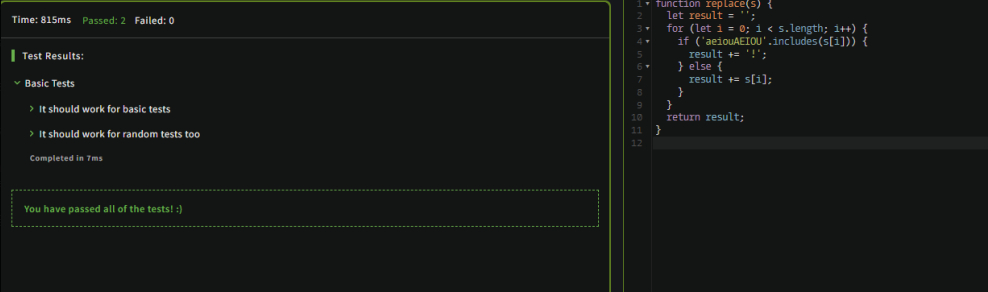 Time: 815ms Passed: 2 Failed: 0
Test Results:
Basic Tests
It should work for basic tests
It should work for random tests too
Completed in 7ms
You have passed all of the tests! :)
1 function replace(s) {
2   let result = '';
3   for (let i = 0; i < s.length; i++) {
4     if ('aeiouAEIOU'.includes(s[i])) {
5       result += '!';
6     } else {
7       result += s[i];
8     }
9   }
10   return result;
11 }
12